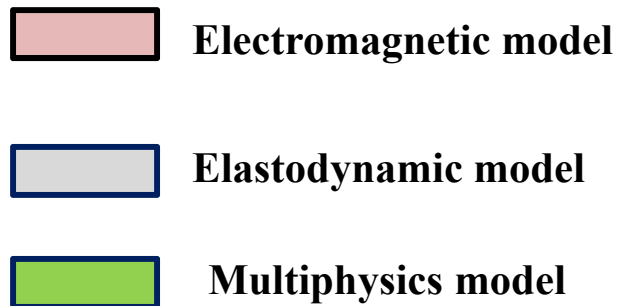 Electromagnetic model
Elastodynamic model
Multiphysics model